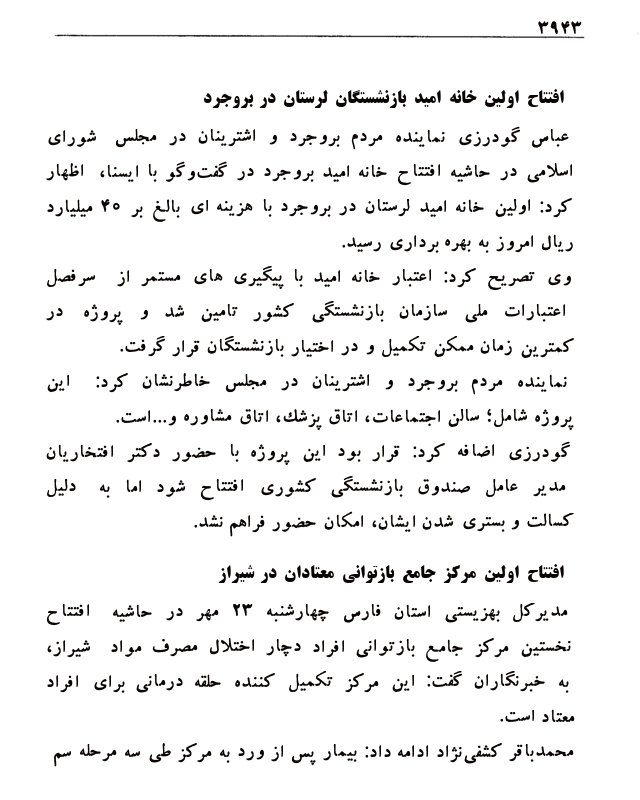 ۳۹۴۳
افتتاح اولین خانه امید بازنشستگان لرستان در بروجرد
عباس گودرزی نماینده مردم بروجرد و اشترینان در مجلس شورای
اسلامی در حاشیه افتتاح خانه امید بروجرد در گفت‌وگو با ایسنا، اظهار
کرد: اولین خانه امید لرستان در بروجرد با هزینه ای بالغ بر ۴۰ میلیارد
ریال امروز به بهره برداری رسید.
وی تصریح کرد: اعتبار خانه امید با پیگیری های مستمر از سرفصل
اعتبارات ملی سازمان بازنشستگی کشور تامین شد و پروژه در
کمترین زمان ممکن تکمیل و در اختیار بازنشستگان قرار گرفت.
نماینده مردم بروجرد و اشترینان در مجلس خاطرنشان کرد: این
پروژه شامل؛ سالن اجتماعات، اتاق پزشك، اتاق مشاوره و...است.
گودرزی اضافه کرد: قرار بود این پروژه با حضور دکتر افتخاریان
مدیر عامل صندوق بازنشستگی کشوری افتتاح شود اما به دلیل
کسالت و بستری شدن ایشان، امکان حضور فراهم نشد.
افتتاح اولین مرکز جامع بازتوانی معتادان در شیراز
مدیرکل بهزیستی استان فارس چهارشنبه ۲۳ مهر در حاشیه افتتاح
نخستین مرکز جامع بازتوانی افراد دچار اختلال مصرف مواد شیراز،
به خبرنگاران گفت: این مرکز تکمیل کننده حلقه درمانی برای افراد
معتاد است.
محمدباقر کشفی‌نژاد ادامه داد: بیمار پس از ورد به مرکز طی سه مرحله سم